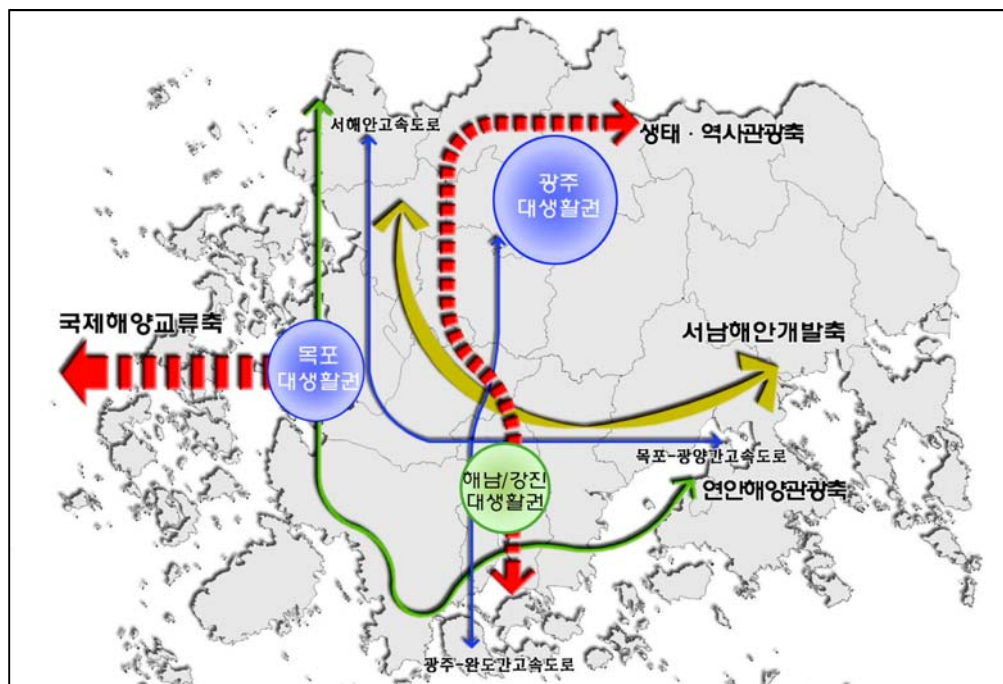 서해안고속도로
생태·역사관광축
광주
대생활권
국제해양교류축
목포
대생활권
서남해안개발축
목포-광양간고속도로
해남/강진
대생활권
연안해양관광축
광주-완도간고속도로